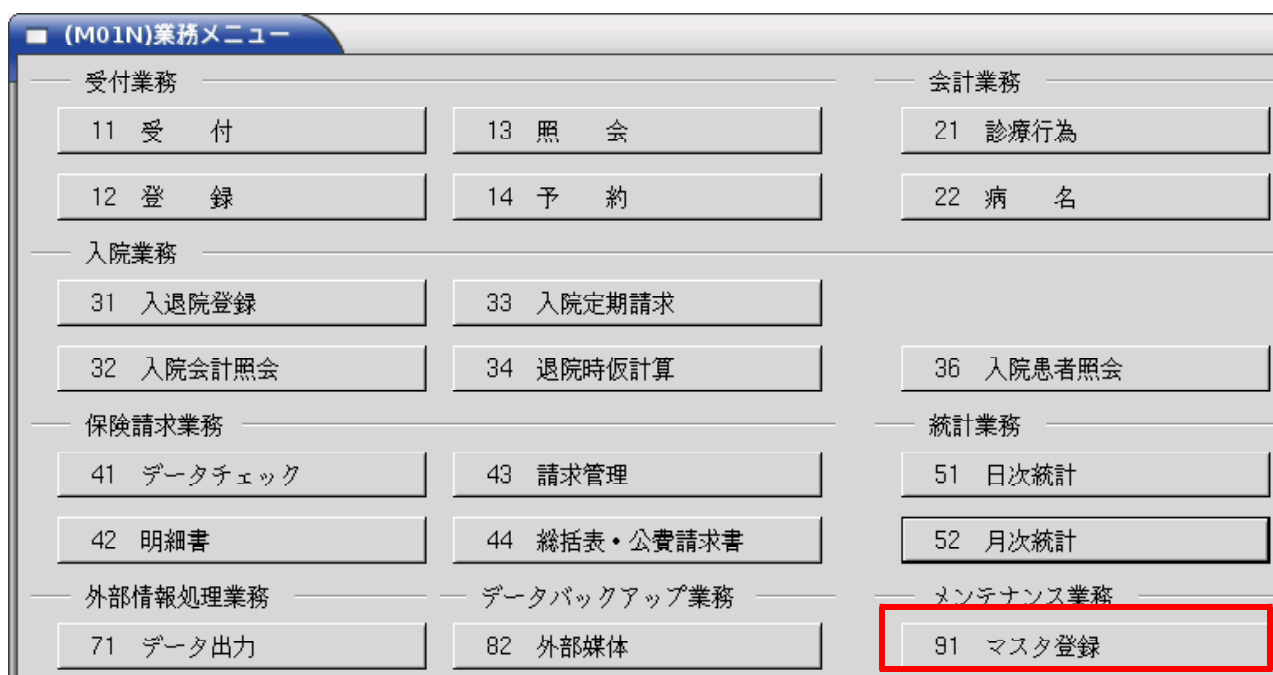 (M01N)業務メニュー
受付業務 会計業務
11 受　　付 13 照　　会 21 診療行為
12 登　　録 14 予　　約 22 病　　名
入院業務
31 入退院登録 33 入院定期請求
32 入院会計照会 34 退院時仮計算 36 入院患者照会
保険請求業務 統計業務
41 データチェック 43 請求管理 51 日次統計
42 明細書 44 総括表・公費請求書 52 月次統計
外部情報処理業務 データバックアップ業務 メンテナンス業務
71 データ出力 82 外部媒体 91 マスタ登録